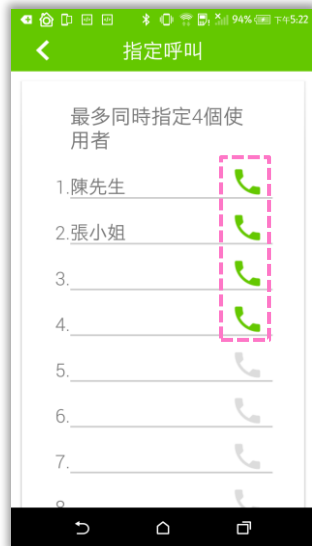 94% 下午5:22
指定呼叫
最多同時指定4個使
用者
1.陳先生
2.張小姐
3.
4.
5.
6.
7.
8